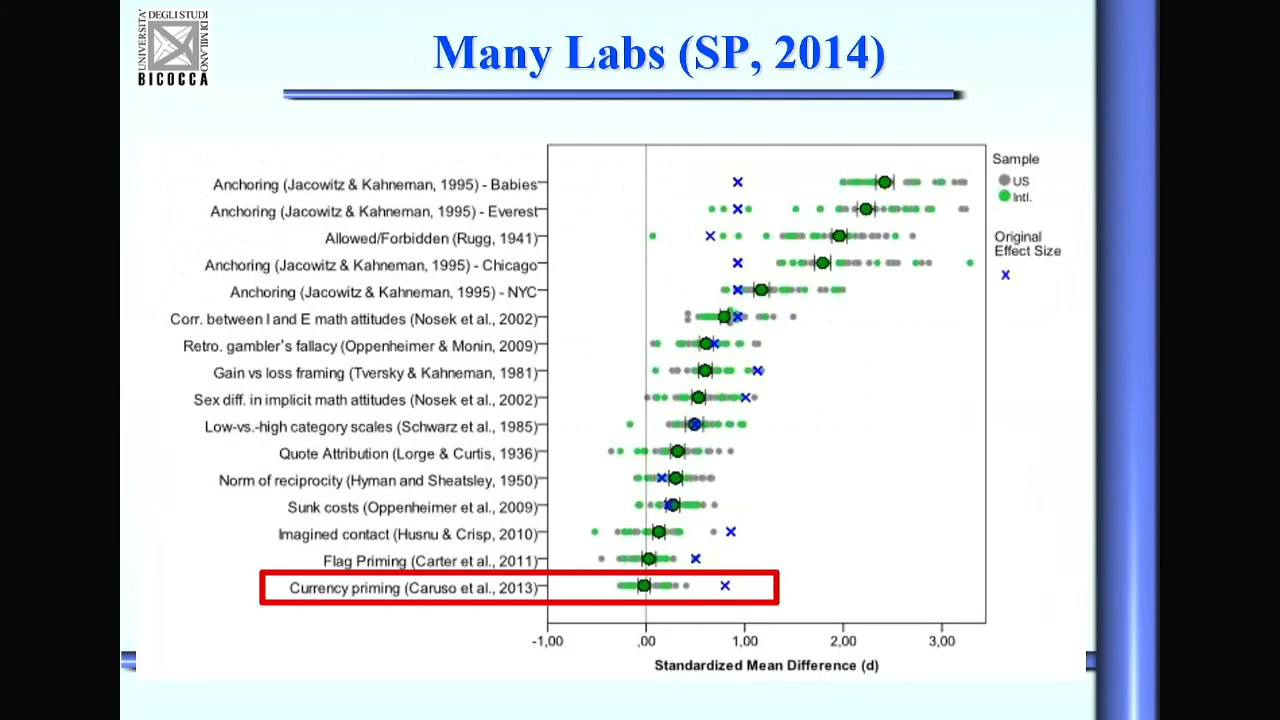 UNIVERSITA'
DEGLI STUDI
DI MILANO
BICOCCA
Many Labs (SP, 2014)
Sample
US
Intl.
Original
Effect Size
Anchoring (Jacowitz & Kahneman, 1995) - Babies
Anchoring (Jacowitz & Kahneman, 1995) - Everest
Allowed/Forbidden (Rugg, 1941)
Anchoring (Jacowitz & Kahneman, 1995) - Chicago
Anchoring (Jacowitz & Kahneman, 1995) - NYC
Corr. between I and E math attitudes (Nosek et al., 2002)
Retro. gambler's fallacy (Oppenheimer & Monin, 2009)
Gain vs loss framing (Tversky & Kahneman, 1981)
Sex diff. in implicit math attitudes (Nosek et al., 2002)
Low-vs.-high category scales (Schwarz et al., 1985)
Quote Attribution (Lorge & Curtis, 1936)
Norm of reciprocity (Hyman and Sheatsley, 1950)
Sunk costs (Oppenheimer et al., 2009)
Imagined contact (Husnu & Crisp, 2010)
Flag Priming (Carter et al., 2011)
Currency priming (Caruso et al., 2013)
-1,00 ,00 1,00 2,00 3,00
Standardized Mean Difference (d)